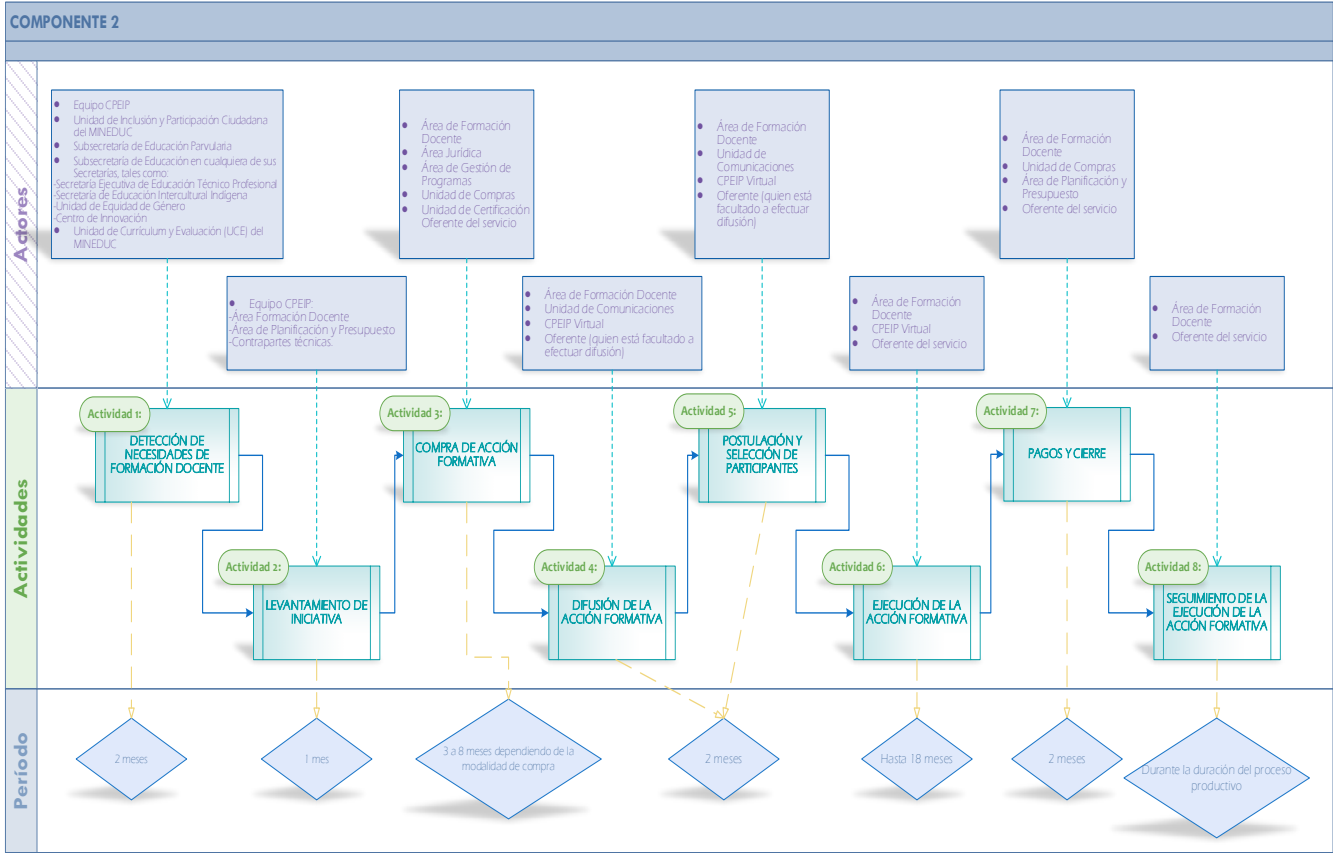 COMPONENTE 2
Actores
Equipo CPEIP
Unidad de Inclusión y Participación Ciudadana
del MINEDUC
Subsecretaría de Educación Parvularia
Subsecretaría de Educación en cualquiera de sus
Secretarías, tales como:
-Secretaría Ejecutiva de Educación Técnico Profesional
-Secretaría de Educación Intercultural Indígena
-Unidad de Equidad de Género
-Centro de Innovación
Unidad de Currículum y Evaluación (UCE) del
MINEDUC
Área de Formación
Docente
Área Jurídica
Área de Gestión de
Programas
Unidad de Compras
Unidad de Certificación
Oferente del servicio
Área de Formación
Docente
Unidad de
Comunicaciones
CPEIP Virtual
Oferente (quien está
facultado a efectuar
difusión)
Área de Formación
Docente
Unidad de Compras
Área de Planificación y
Presupuesto
Oferente del servicio
Equipo CPEIP:
-Área Formación Docente
-Área de Planificación y Presupuesto
-Contrapartes técnicas.
Área de Formación Docente
Unidad de Comunicaciones
CPEIP Virtual
Oferente (quien está facultado a
efectuar difusión)
Área de Formación
Docente
CPEIP Virtual
Oferente del servicio
Área de Formación
Docente
Oferente del servicio
Actividades
Actividad 1:
DETECCIÓN DE
NECESIDADES DE
FORMACIÓN DOCENTE
Actividad 3:
COMPRA DE ACCIÓN
FORMATIVA
Actividad 5:
POSTULACIÓN Y
SELECCIÓN DE
PARTICIPANTES
Actividad 7:
PAGOS Y CIERRE
Actividad 2:
LEVANTAMIENTO DE
INICIATIVA
Actividad 4:
DIFUSIÓN DE LA
ACCIÓN FORMATIVA
Actividad 6:
EJECUCIÓN DE LA
ACCIÓN FORMATIVA
Actividad 8:
SEGUIMIENTO DE LA
EJECUCIÓN DE LA
ACCIÓN FORMATIVA
Período
2 meses
1 mes
3 a 8 meses dependiendo de la
modalidad de compra
2 meses
Hasta 18 meses
2 meses
Durante la duración del proceso
productivo